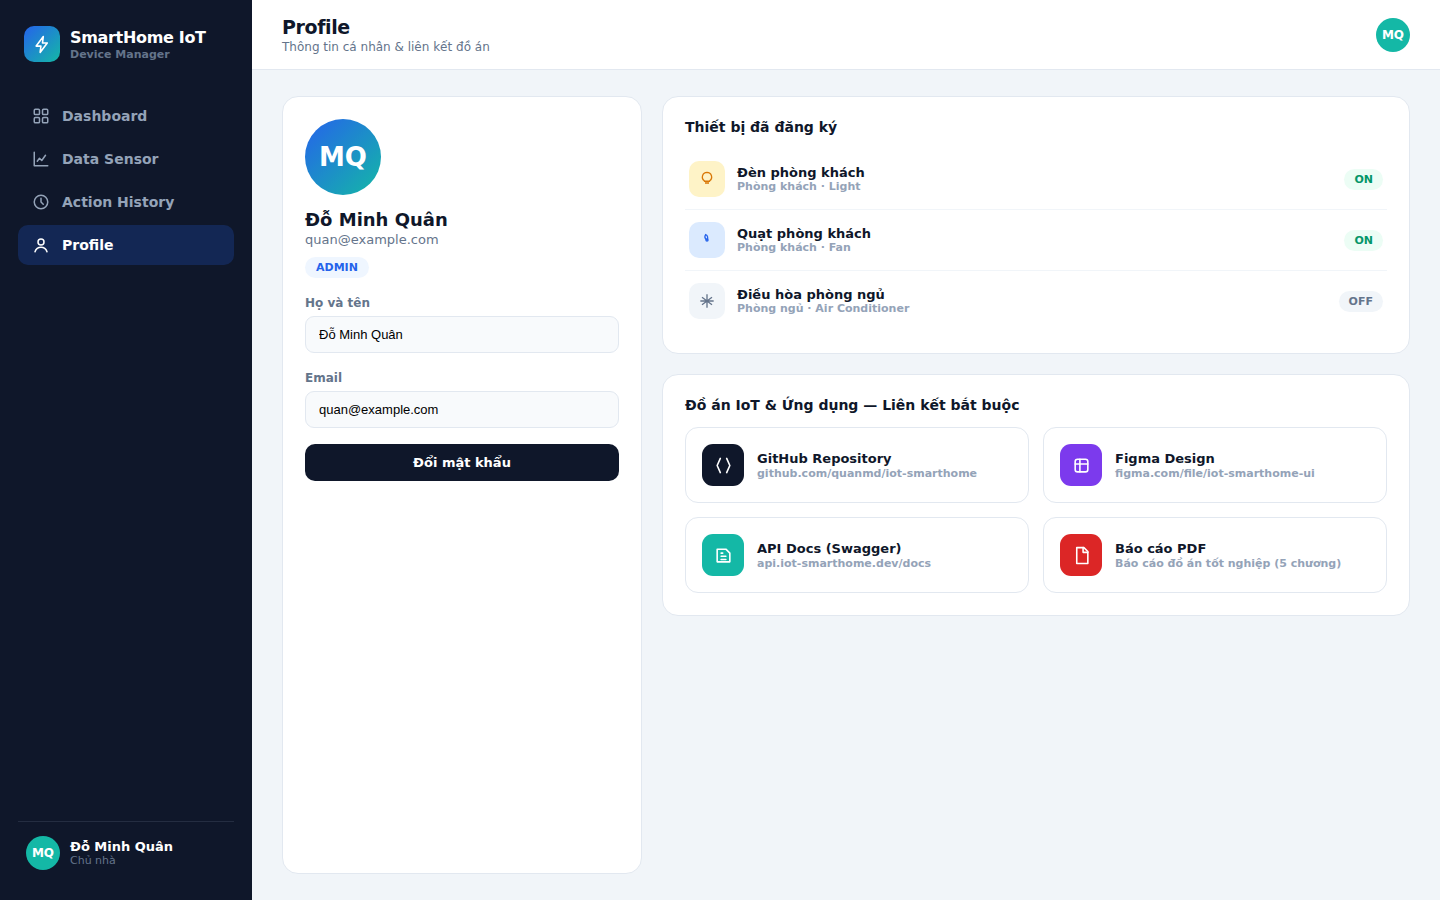 SmartHome IoT
Device Manager
Dashboard
Data Sensor
Action History
Profile
MQ
Đỗ Minh Quân
Chủ nhà
Profile
Thông tin cá nhân & liên kết đồ án
MQ
MQ
Đỗ Minh Quân
quan@example.com
ADMIN
Họ và tên
Đỗ Minh Quân
Email
quan@example.com
Đổi mật khẩu
Thiết bị đã đăng ký
Đèn phòng khách
Phòng khách · Light
ON
Quạt phòng khách
Phòng khách · Fan
ON
Điều hòa phòng ngủ
Phòng ngủ · Air Conditioner
OFF
Đồ án IoT & Ứng dụng — Liên kết bắt buộc
GitHub Repository
github.com/quanmd/iot-smarthome
Figma Design
figma.com/file/iot-smarthome-ui
API Docs (Swagger)
api.iot-smarthome.dev/docs
Báo cáo PDF
Báo cáo đồ án tốt nghiệp (5 chương)